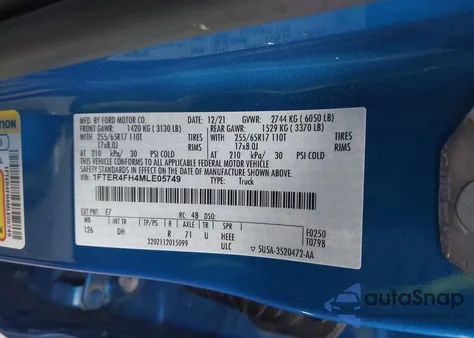 MFD. BY FORD MOTOR CO.
DATE: 12/21 GVWR: 2744 KG (6050 LB)
FRONT GAWR: 1420 KG (3130 LB) REAR GAWR: 1529 KG (3370 LB)
WITH 255/65R17 110T TIRES WITH 255/65R17 110T TIRES
17x8.0J RIMS 17x8.0J RIMS
AT 210 kPa/ 30 PSI COLD AT 210 kPa/ 30 PSI COLD
THIS VEHICLE CONFORMS TO ALL APPLICABLE FEDERAL MOTOR VEHICLE
SAFETY STANDARDS IN EFFECT ON THE DATE OF MANUFACTURE SHOWN ABOVE.
VIN: 1FTER4FH4MLE05749
TYPE: Truck
EXT PNT: E7 RC: 48 DSO: F0250
WB INT TR TP/PS R AXLE TR SPR T0798
126 DH R 71 U HEEE
3202112015099 ULC
5U5A-3520472-AA
autoSnap
www.autosnap